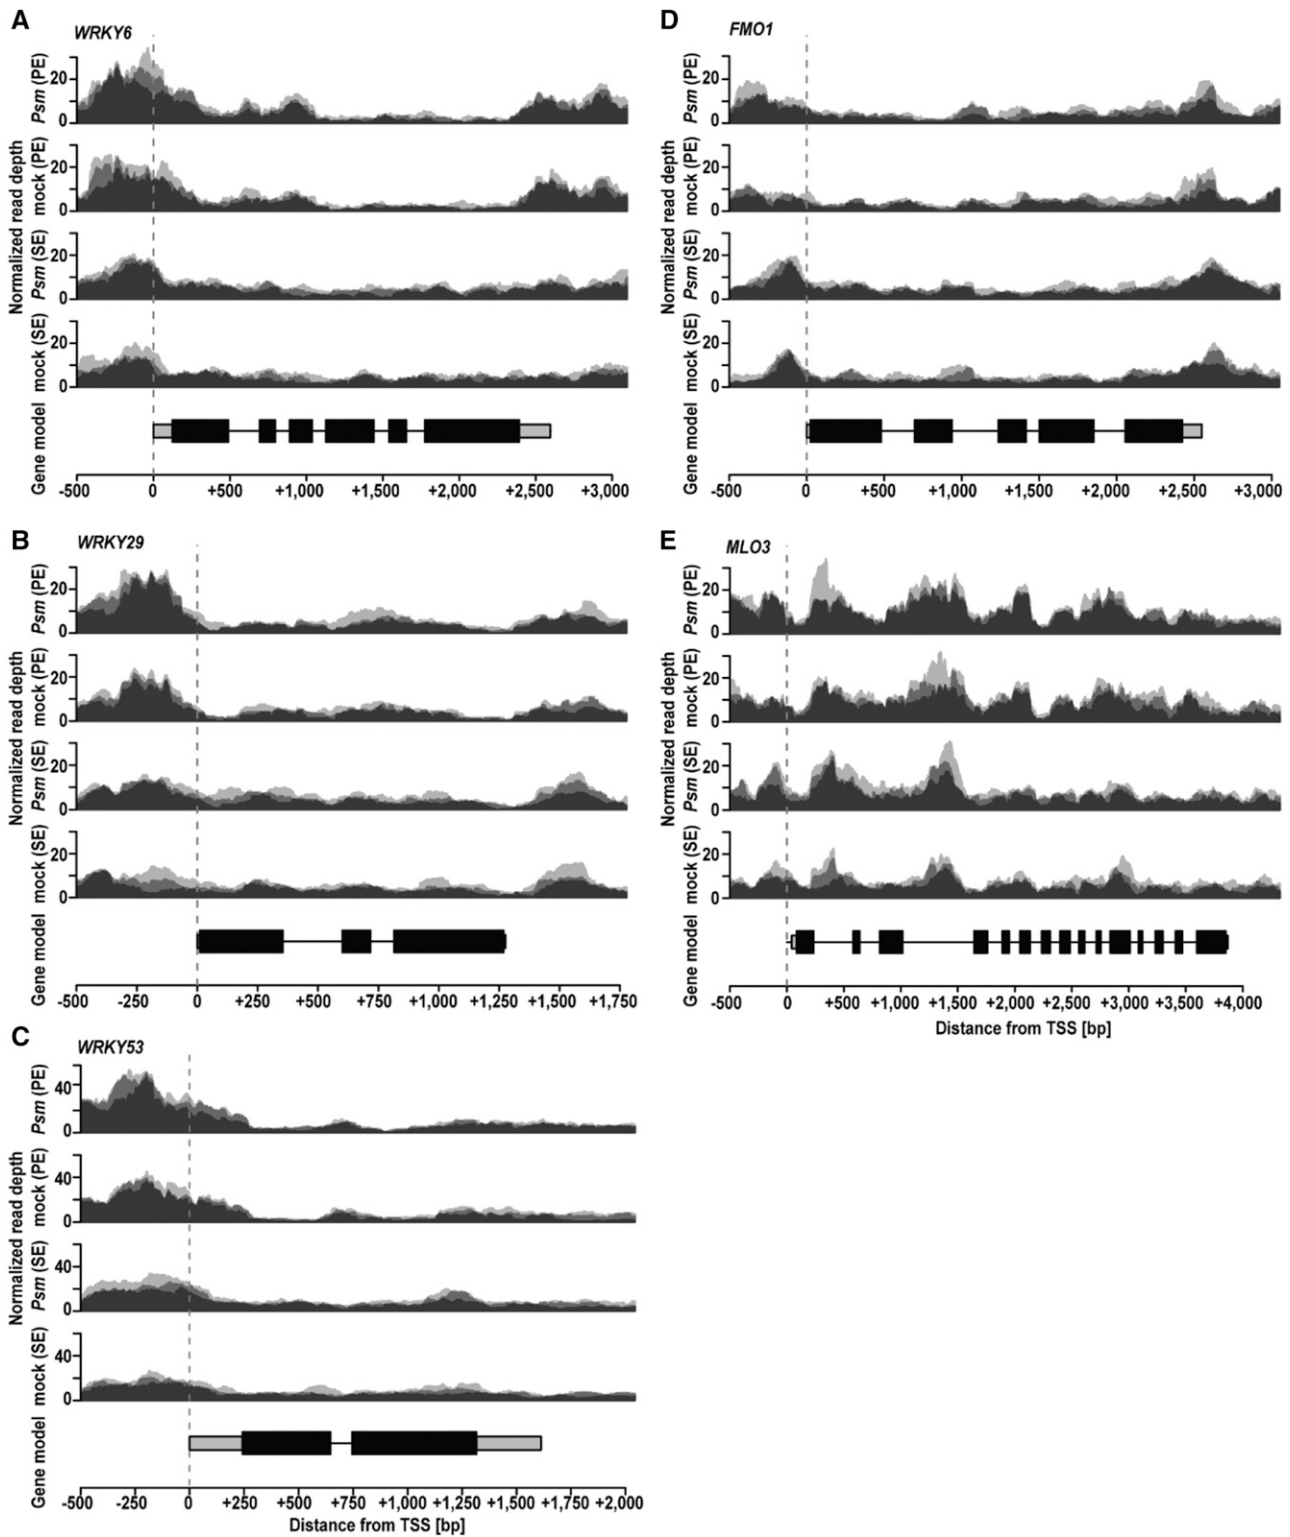 A
WRKY6
Normalized read depth
Psm (PE)
20
0
mock (PE)
20
0
Psm (SE)
20
0
mock (SE)
20
0
Gene model
-500 0 +500 +1,000 +1,500 +2,000 +2,500 +3,000
B
WRKY29
Normalized read depth
Psm (PE)
20
0
mock (PE)
20
0
Psm (SE)
20
0
mock (SE)
20
0
Gene model
-500 -250 0 +250 +500 +750 +1,000 +1,250 +1,500 +1,750
C
WRKY53
Normalized read depth
Psm (PE)
40
0
mock (PE)
40
0
Psm (SE)
40
0
mock (SE)
40
0
Gene model
-500 -250 0 +250 +500 +750 +1,000 +1,250 +1,500 +1,750 +2,000
Distance from TSS [bp]
D
FMO1
Normalized read depth
Psm (PE)
20
0
mock (PE)
20
0
Psm (SE)
20
0
mock (SE)
20
0
Gene model
-500 0 +500 +1,000 +1,500 +2,000 +2,500 +3,000
E
MLO3
Normalized read depth
Psm (PE)
20
0
mock (PE)
20
0
Psm (SE)
20
0
mock (SE)
20
0
Gene model
-500 0 +500 +1,000 +1,500 +2,000 +2,500 +3,000 +3,500 +4,000
Distance from TSS [bp]